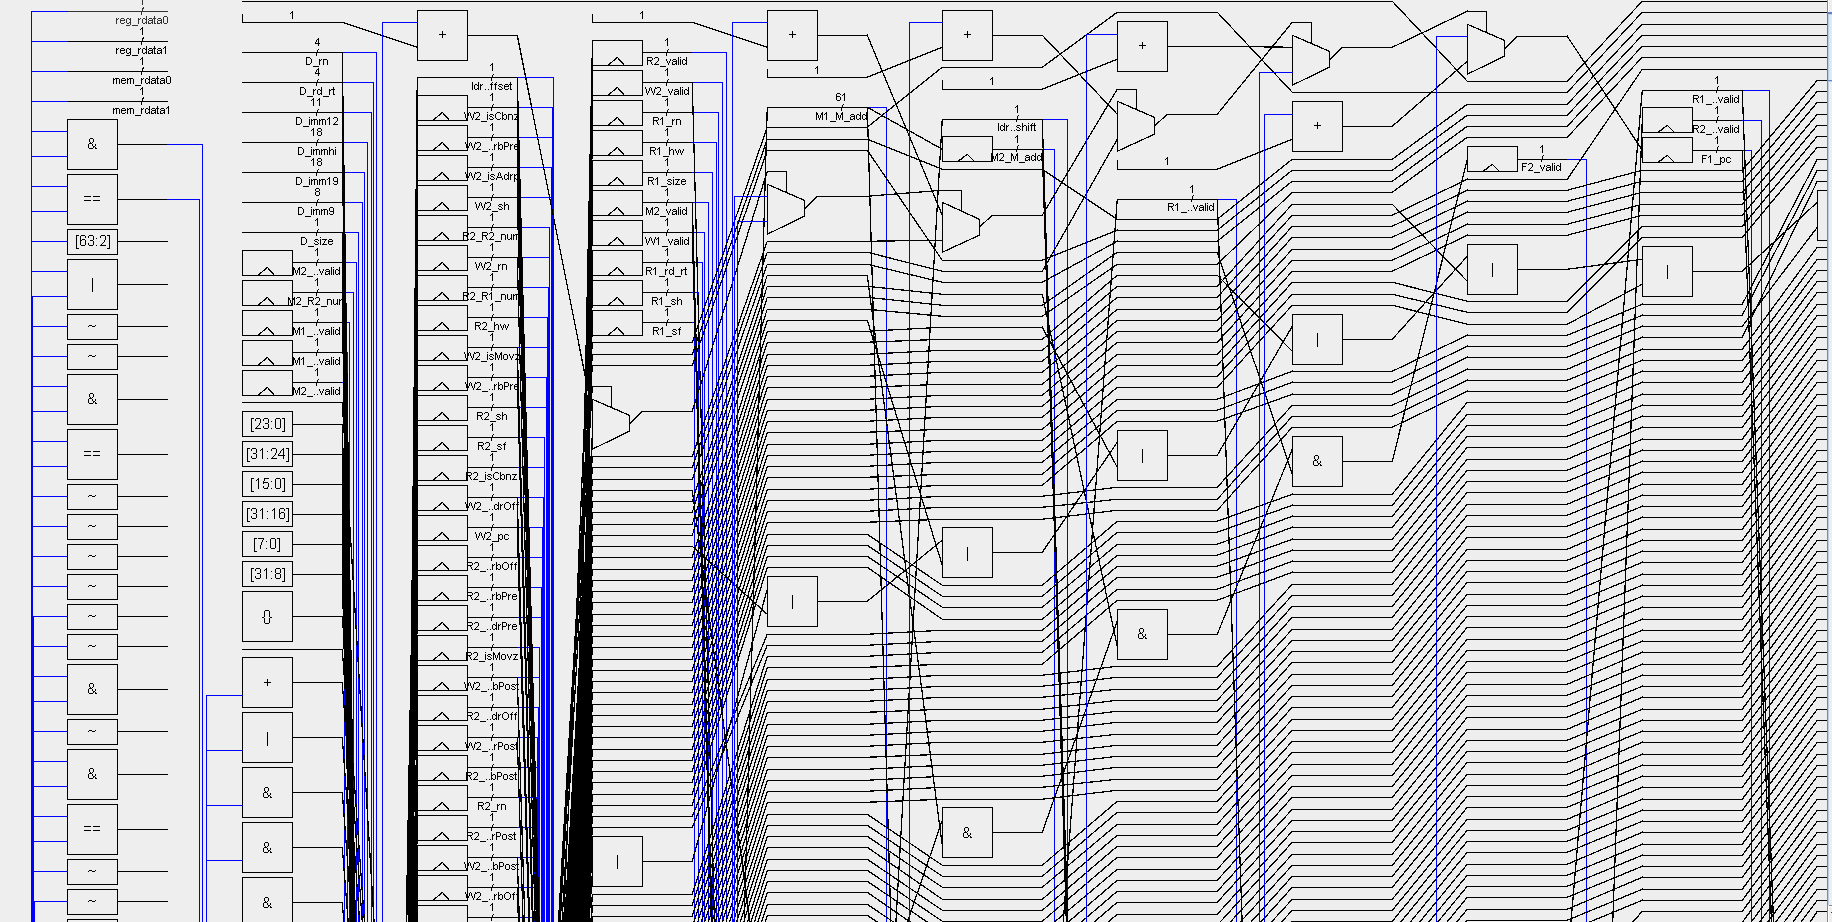 1
reg_rdata0
1
reg_rdata1
1
mem_rdata0
1
mem_rdata1
&
==
[63:2]
|
~
~
&
==
~
~
~
~
~
~
&
~
&
==
~
~
1
4
D_rn
4
D_rd_rt
11
D_imm12
18
D_immhi
18
D_imm19
8
D_imm9
1
D_size
1
M2_..valid
1
M2_R2_nur
1
M1_..valid
1
M1_..valid
1
M2_..valid
[23:0]
[31:24]
[15:0]
[31:16]
[7:0]
[31:8]
{}
+
|
&
&
&
+
1
ldr..ffset
1
W2_isCbnz
1
W2_..rbPre
1
W2_isAdrp
1
W2_sh
1
R2_R2_num
1
W2_rn
1
R2_R1_num
1
R2_hw
1
W2_isMovz
1
W2_..rbPre
1
R2_sh
1
R2_sf
1
R2_isCbnz
1
W2_..drOff
1
W2_pc
1
R2_..rbOff
1
R2_..rbPre
1
R2_..drPre
1
R2_isMovz
1
W2_..bPost
1
R2_..drOff
1
W2_..rPost
1
R2_..bPost
1
R2_rn
1
R2_..rPost
1
W2_..bPost
1
W2_..rbOf
1
1
1
R2_valid
1
W2_valid
1
R1_rn
1
R1_hw
1
R1_size
1
M2_valid
1
W1_valid
1
R1_rd_rt
1
R1_sh
1
R1_sf
|
+
1
61
M1_M_add
|
+
1
1
ldr..shift
1
M2_M_add
|
&
+
1
1
R1_..valid
|
&
+
|
&
1
F2_valid
|
1
R1_..valid
1
R2_..valid
1
F1_pc
|